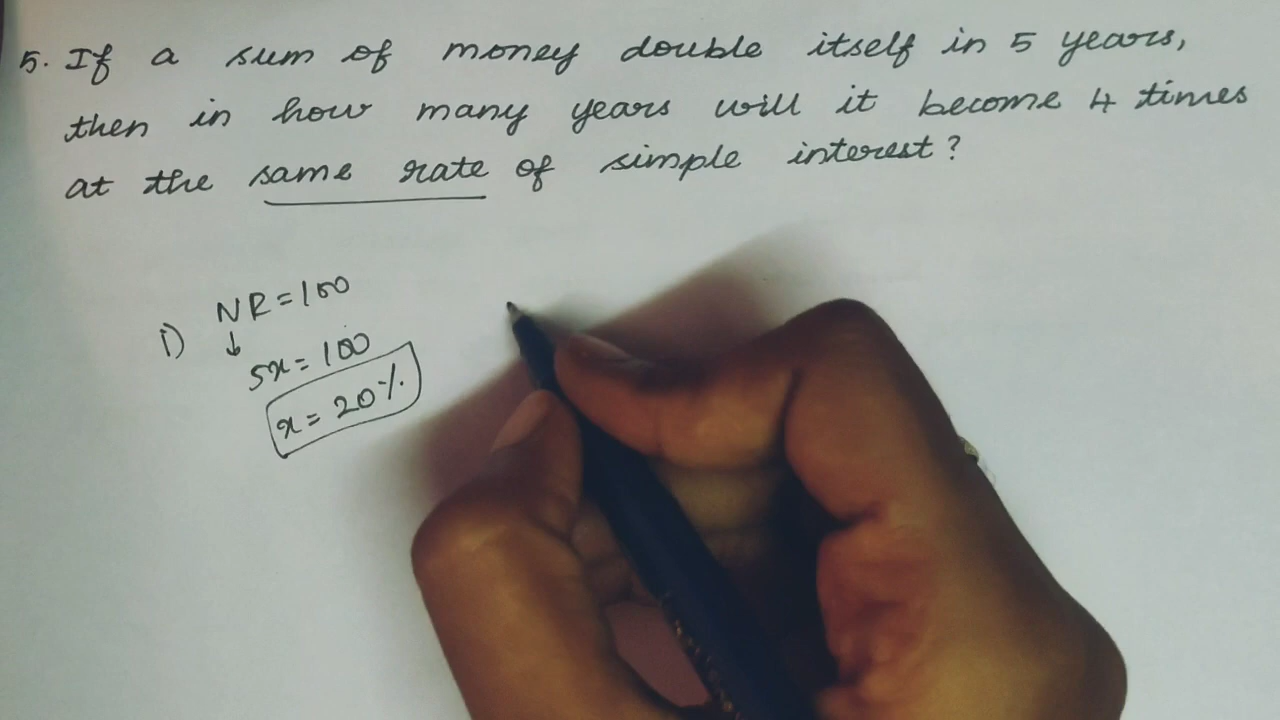 5. If a sum of money double itself in 5 years,
then in how many years will it become 4 times
at the same rate of simple interest?
i) NR = 100
↓
5x = 100
x = 20%.